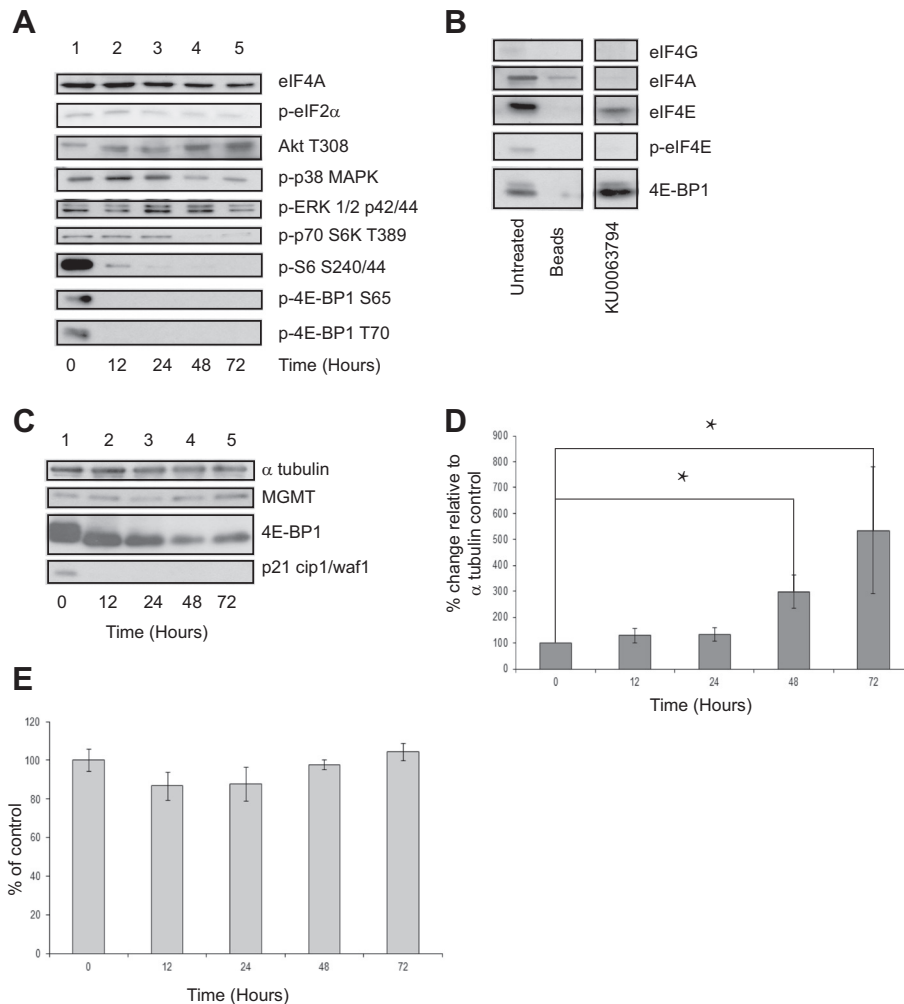 A
1 2 3 4 5
eIF4A
p-eIF2α
Akt T308
p-p38 MAPK
p-ERK 1/2 p42/44
p-p70 S6K T389
p-S6 S240/44
p-4E-BP1 S65
p-4E-BP1 T70
0 12 24 48 72 Time (Hours)
B
eIF4G
eIF4A
eIF4E
p-eIF4E
4E-BP1
Untreated
Beads
KU0063794
C
1 2 3 4 5
α tubulin
MGMT
4E-BP1
p21 cip1/waf1
0 12 24 48 72
Time (Hours)
D
% change relative to
α tubulin control
900
800
700
600
500
400
300
200
100
0
*
*
0 12 24 48 72
Time (Hours)
E
% of control
120
100
80
60
40
20
0
0 12 24 48 72
Time (Hours)